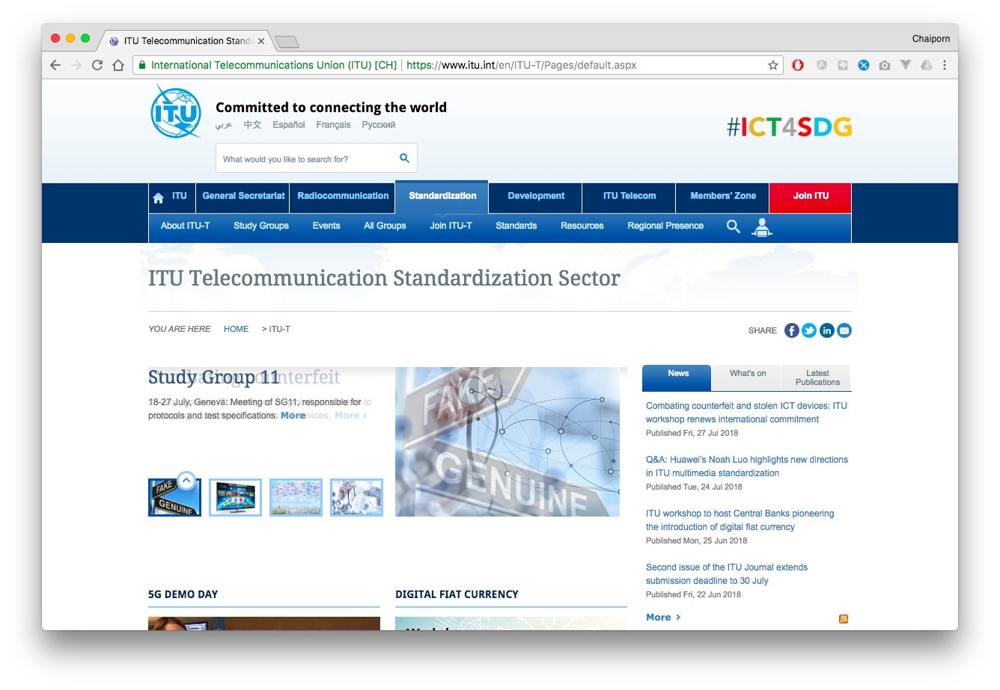 ITU Telecommunication Standa
Chaiporn
International Telecommunications Union (ITU) [CH] https://www.itu.int/en/ITU-T/Pages/default.aspx
ITU
Committed to connecting the world
عربي 中文 Español Français Русский
#ICT4SDG
What would you like to search for?
ITU General Secretariat Radiocommunication Standardization Development ITU Telecom Members' Zone Join ITU
About ITU-T Study Groups Events All Groups Join ITU-T Standards Resources Regional Presence
ITU Telecommunication Standardization Sector
YOU ARE HERE HOME > ITU-T
SHARE
Study Group 11
counterfeit
18-27 July, Geneva: Meeting of SG11, responsible for
protocols and test specifications. More
devices. More >
FAKE
GENUINE
FAKE
GENUINE
News What's on Latest
Publications
Combating counterfeit and stolen ICT devices: ITU
workshop renews international commitment
Published Fri, 27 Jul 2018
Q&A: Huawei's Noah Luo highlights new directions
in ITU multimedia standardization
Published Tue, 24 Jul 2018
ITU workshop to host Central Banks pioneering
the introduction of digital fiat currency
Published Mon, 25 Jun 2018
Second issue of the ITU Journal extends
submission deadline to 30 July
Published Fri, 22 Jun 2018
More >
5G DEMO DAY
DIGITAL FIAT CURRENCY